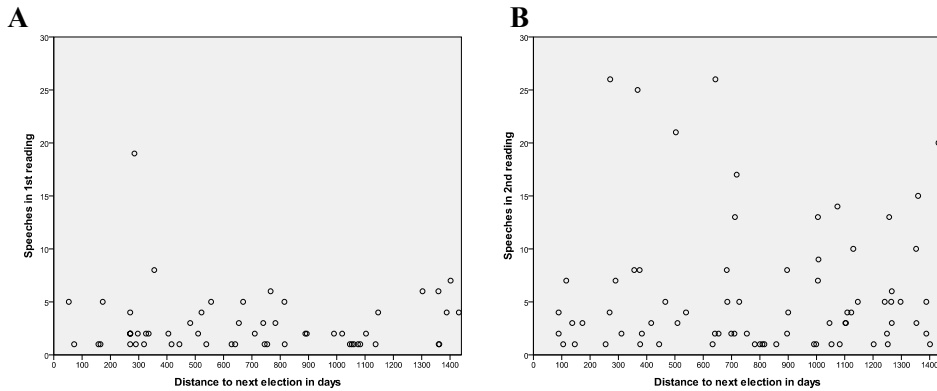 A
B
30
25
20
15
10
5
0
Speeches in 1st reading
0 100 200 300 400 500 600 700 800 900 1000 1100 1200 1300 1400
Distance to next election in days
30
25
20
15
10
5
0
Speeches in 2nd reading
0 100 200 300 400 500 600 700 800 900 1000 1100 1200 1300 1400
Distance to next election in days